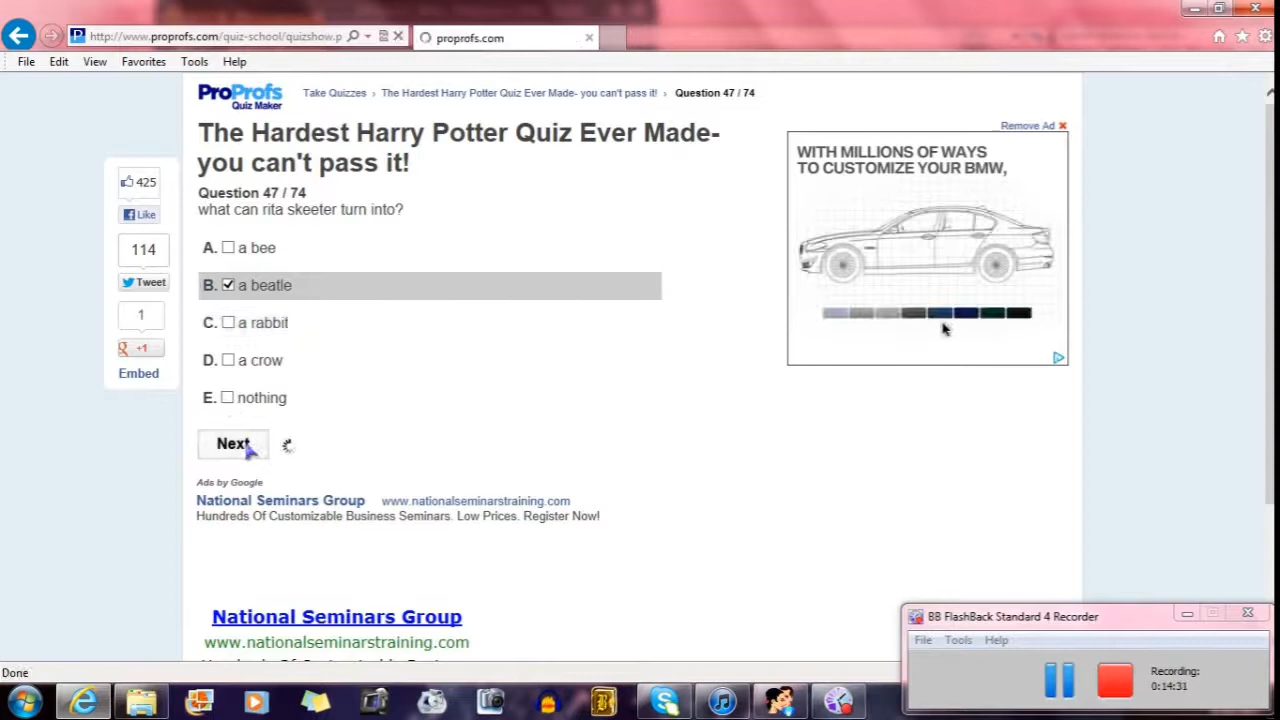 http://www.proprofs.com/quiz-school/quizshow.p
proprofs.com
File Edit View Favorites Tools Help
ProProfs
Quiz Maker
Take Quizzes › The Hardest Harry Potter Quiz Ever Made- you can't pass it! › Question 47 / 74
The Hardest Harry Potter Quiz Ever Made-
you can't pass it!
Question 47 / 74
what can rita skeeter turn into?
A. a bee
B. a beatle
C. a rabbit
D. a crow
E. nothing
Next
425
Like
114
Tweet
1
+1
Embed
Remove Ad
WITH MILLIONS OF WAYS
TO CUSTOMIZE YOUR BMW,
Ads by Google
National Seminars Group www.nationalseminarstraining.com
Hundreds Of Customizable Business Seminars. Low Prices. Register Now!
National Seminars Group
www.nationalseminarstraining.com
Done
BB FlashBack Standard 4 Recorder
File Tools Help
Recording:
0:14:31